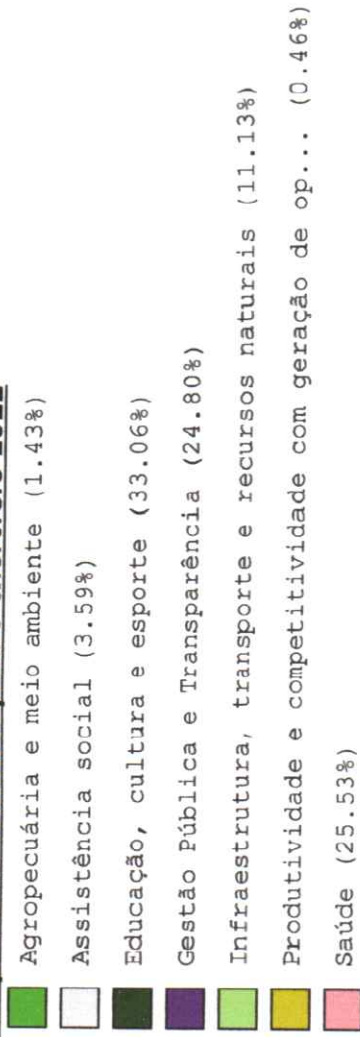 Agropecuária e meio ambiente (1.43%)
Assistência social (3.59%)
Educação, cultura e esporte (33.06%)
Gestão Pública e Transparência (24.80%)
Infraestrutura, transporte e recursos naturais (11.13%)
Produtividade e competitividade com geração de op... (0.46%)
Saúde (25.53%)